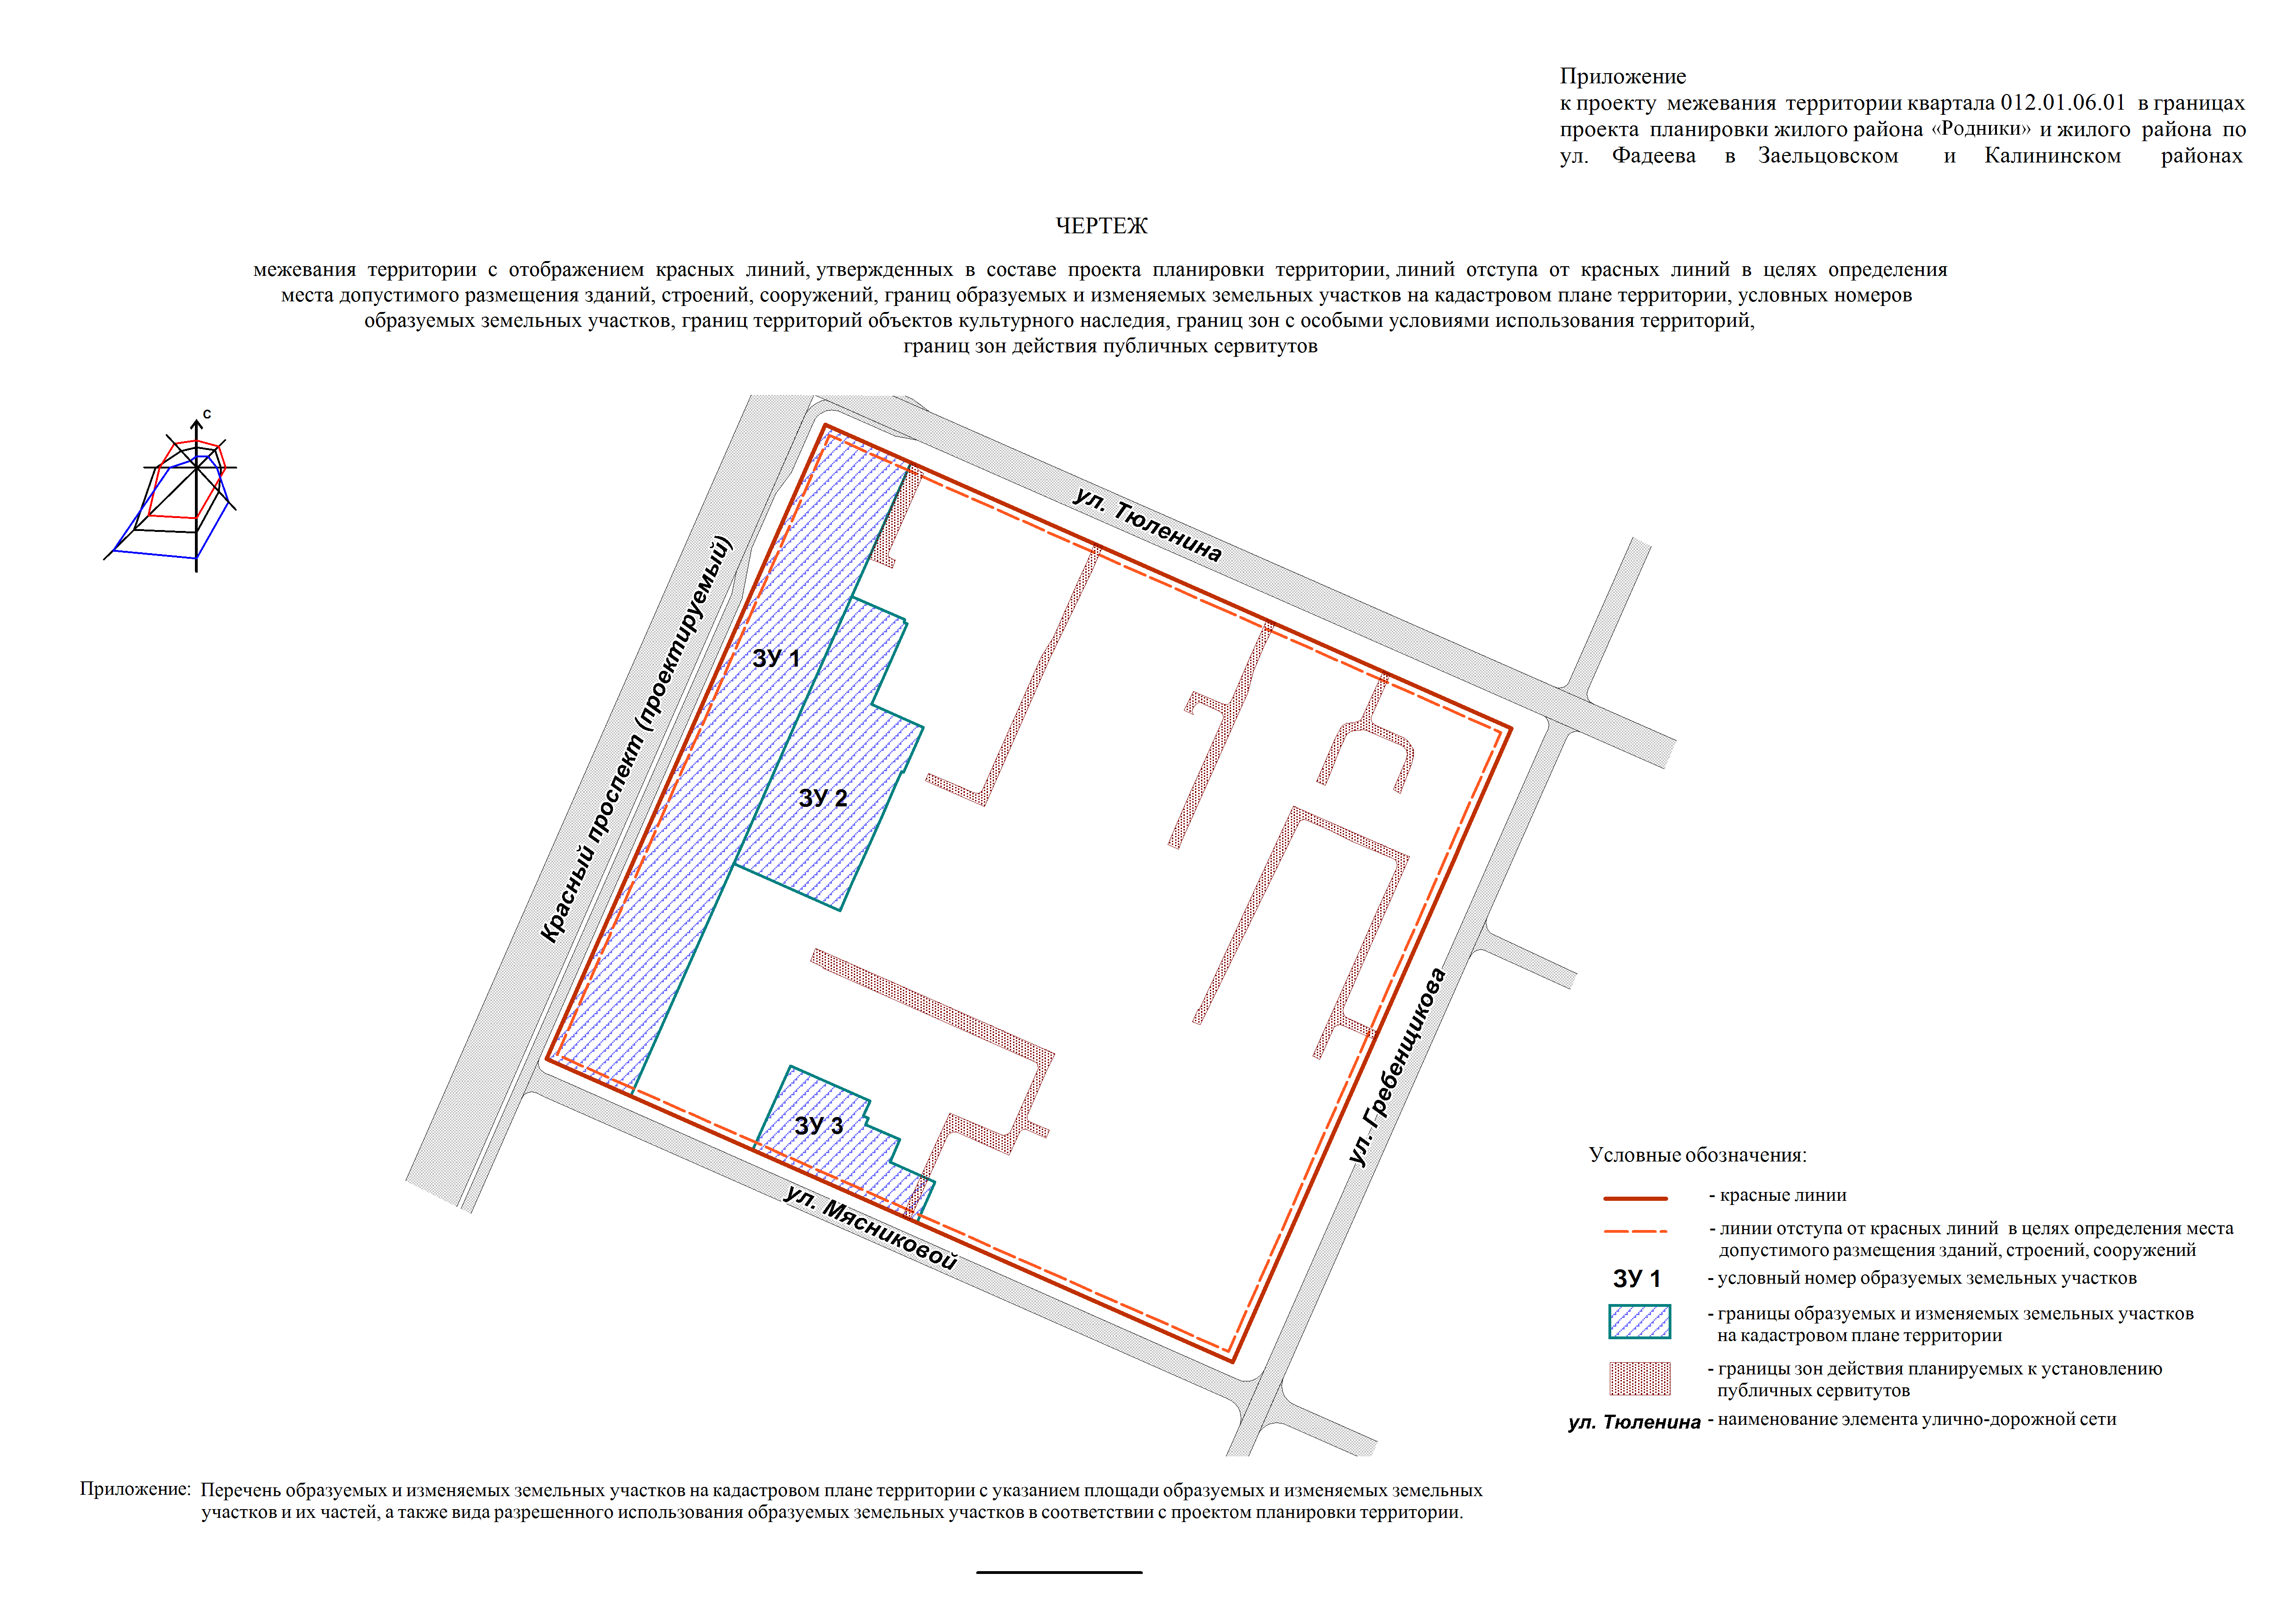 Приложение
к проекту межевания территории квартала 012.01.06.01 в границах
проекта планировки жилого района «Родники» и жилого района по
ул. Фадеева в Заельцовском и Калининском районах
ЧЕРТЕЖ
межевания территории с отображением красных линий, утвержденных в составе проекта планировки территории, линий отступа от красных линий в целях определения
места допустимого размещения зданий, строений, сооружений, границ образуемых и изменяемых земельных участков на кадастровом плане территории, условных номеров
образуемых земельных участков, границ территорий объектов культурного наследия, границ зон с особыми условиями использования территорий,
границ зон действия публичных сервитутов
С
ул. Тюленина
Красный проспект (проектируемый)
ЗУ 1
ЗУ 2
ЗУ 3
ул. Гребенщикова
ул. Мясниковой
Условные обозначения:
- красные линии
- линии отступа от красных линий в целях определения места
допустимого размещения зданий, строений, сооружений
ЗУ 1 - условный номер образуемых земельных участков
- границы образуемых и изменяемых земельных участков
на кадастровом плане территории
- границы зон действия планируемых к установлению
публичных сервитутов
ул. Тюленина - наименование элемента улично-дорожной сети
Приложение: Перечень образуемых и изменяемых земельных участков на кадастровом плане территории с указанием площади образуемых и изменяемых земельных
участков и их частей, а также вида разрешенного использования образуемых земельных участков в соответствии с проектом планировки территории.